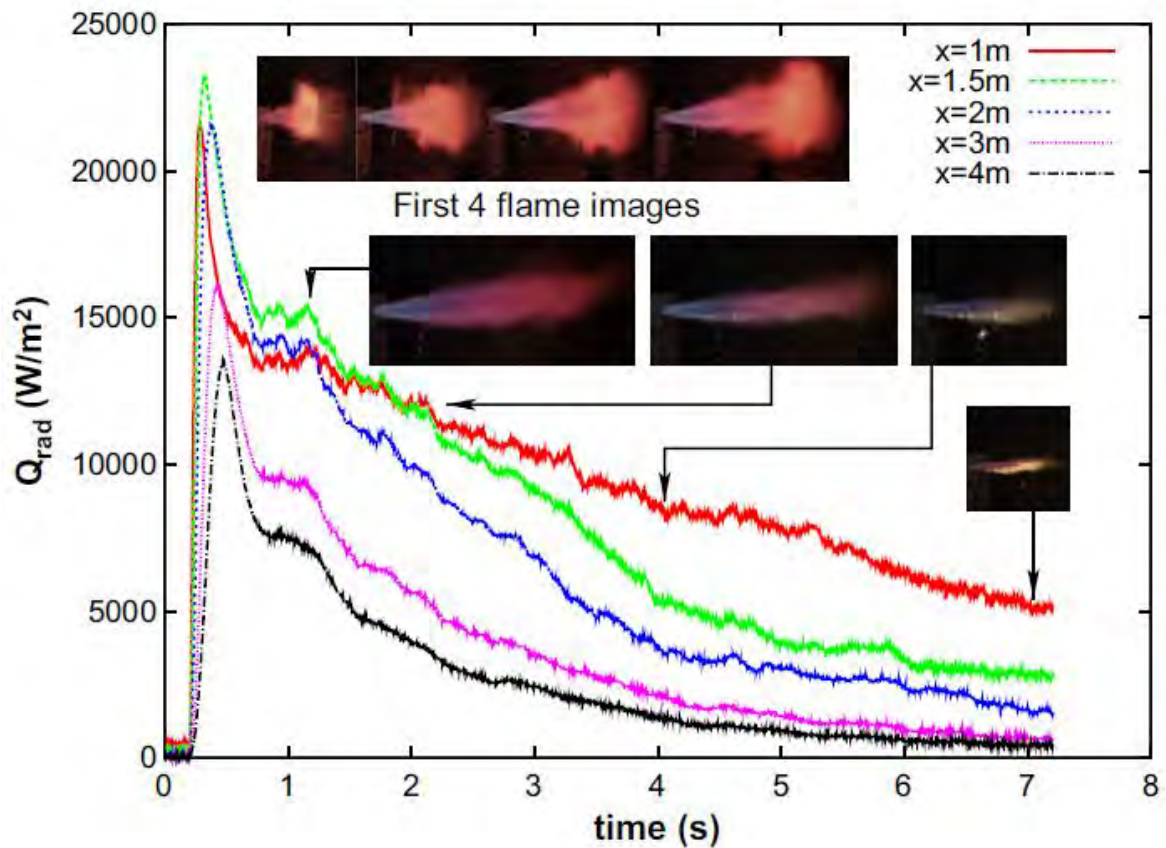 25000
20000
15000
10000
5000
0
Q_rad (W/m²)
x=1m
x=1.5m
x=2m
x=3m
x=4m
First 4 flame images
0 1 2 3 4 5 6 7 8
time (s)